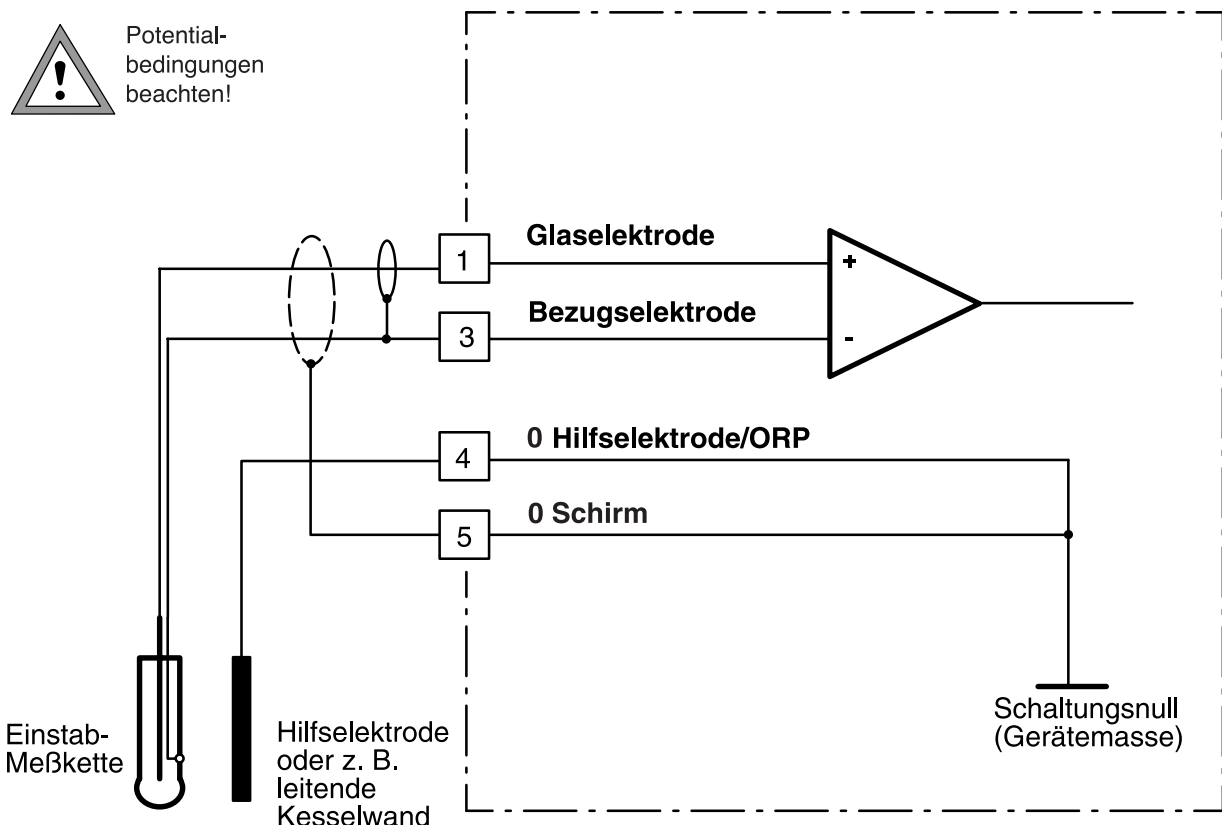 Potential-
bedingungen
beachten!
!
1
Glaselektrode
+
3
Bezugselektrode
-
4
0 Hilfselektrode/ORP
5
0 Schirm
Einstab-
Meßkette
Hilfselektrode
oder z. B.
leitende
Kesselwand
Schaltungsnull
(Gerätemasse)